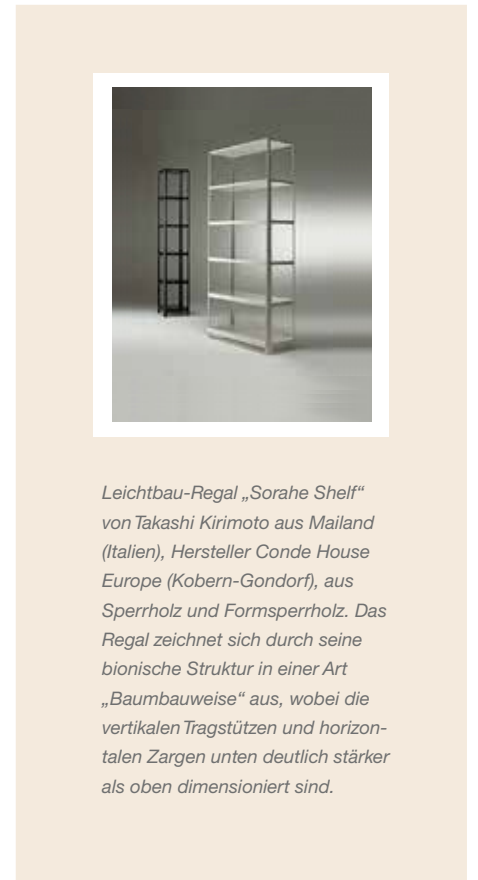 Leichtbau-Regal „Sorahe Shelf“
von Takashi Kirimoto aus Mailand
(Italien), Hersteller Conde House
Europe (Kobern-Gondorf), aus
Sperrholz und Formsperrholz. Das
Regal zeichnet sich durch seine
bionische Struktur in einer Art
„Baumbauweise“ aus, wobei die
vertikalen Tragstützen und horizon-
talen Zargen unten deutlich stärker
als oben dimensioniert sind.